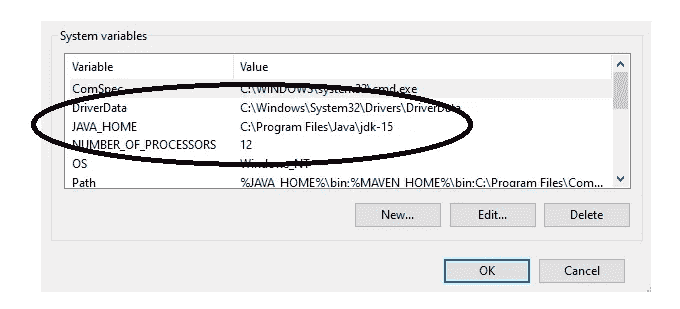 System variables
Variable Value
ComSpec C:\WINDOWS\system32\cmd.exe
DriverData C:\Windows\System32\Drivers\DriverData
JAVA_HOME C:\Program Files\Java\jdk-15
NUMBER_OF_PROCESSORS 12
OS Windows_NT
Path %JAVA_HOME%\bin:%MAVEN_HOME%\bin:C:\Program Files\Com...
New... Edit... Delete
OK Cancel